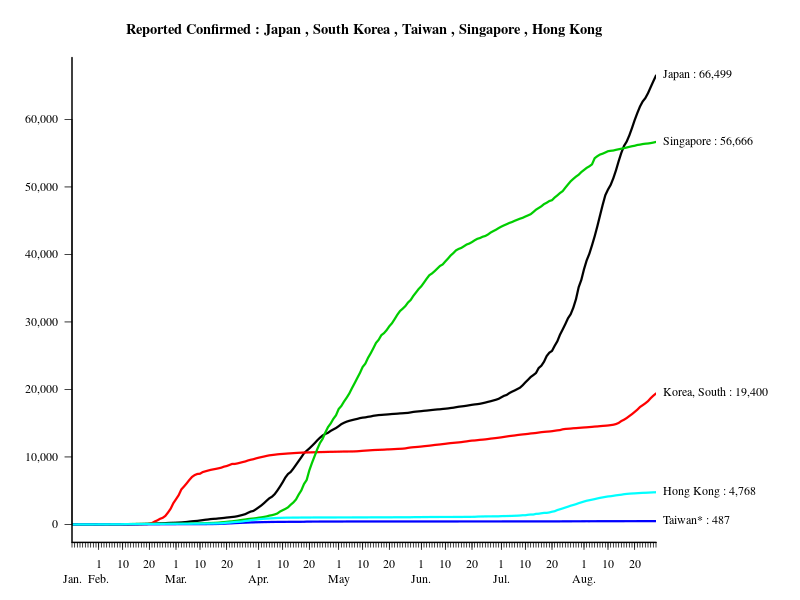 Reported Confirmed : Japan , South Korea , Taiwan , Singapore , Hong Kong
Japan : 66,499
60,000
Singapore : 56,666
50,000
40,000
30,000
20,000
Korea, South : 19,400
10,000
Hong Kong : 4,768
0
Taiwan* : 487
1 10 20 1 10 20 1 10 20 1 10 20 1 10 20 1 10 20 1 10 20
Jan. Feb. Mar. Apr. May Jun. Jul. Aug.